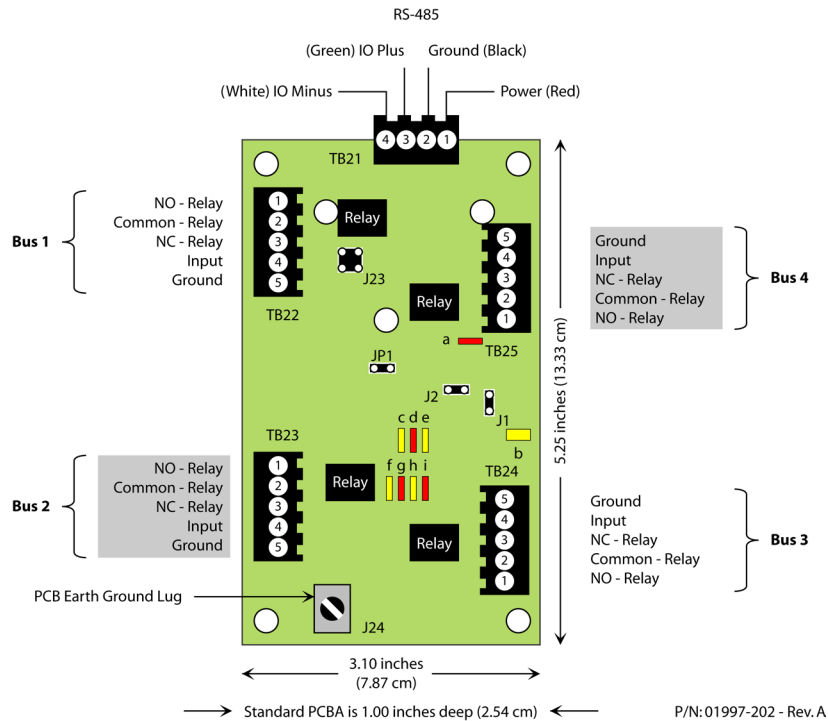 RS-485
(Green) IO Plus
Ground (Black)
(White) IO Minus
Power (Red)
4 3 2 1
TB21
Bus 1
NO - Relay
Common - Relay
NC - Relay
Input
Ground
1
2
3
4
5
TB22
Relay
J23
Relay
5
4
3
2
1
TB25
Ground
Input
NC - Relay
Common - Relay
NO - Relay
Bus 4
a
JP1
J2
J1
b
c d e
f g h i
5.25 inches (13.33 cm)
TB23
Bus 2
NO - Relay
Common - Relay
NC - Relay
Input
Ground
1
2
3
4
5
Relay
Relay
TB24
5
4
3
2
1
Ground
Input
NC - Relay
Common - Relay
NO - Relay
Bus 3
PCB Earth Ground Lug
J24
3.10 inches
(7.87 cm)
Standard PCBA is 1.00 inches deep (2.54 cm)
P/N: 01997-202 - Rev. A